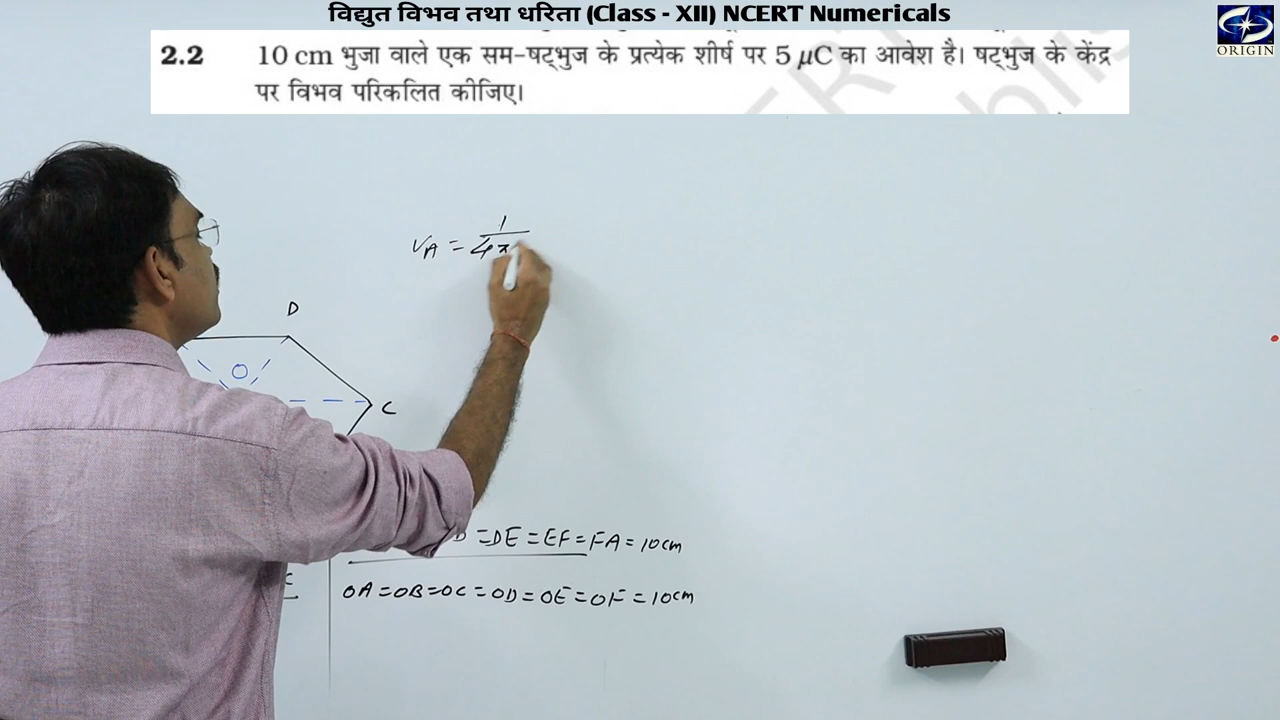 विद्युत विभव तथा धरिता (Class - XII) NCERT Numericals
ORIGIN
2.2 10 cm भुजा वाले एक सम-षट्भुज के प्रत्येक शीर्ष पर 5 μC का आवेश है। षट्भुज के केंद्र
पर विभव परिकलित कीजिए।
V_A = 1/4π
D
O
C
=DE=EF=FA=10cm
OA=OB=OC=OD=OE=OF=10cm